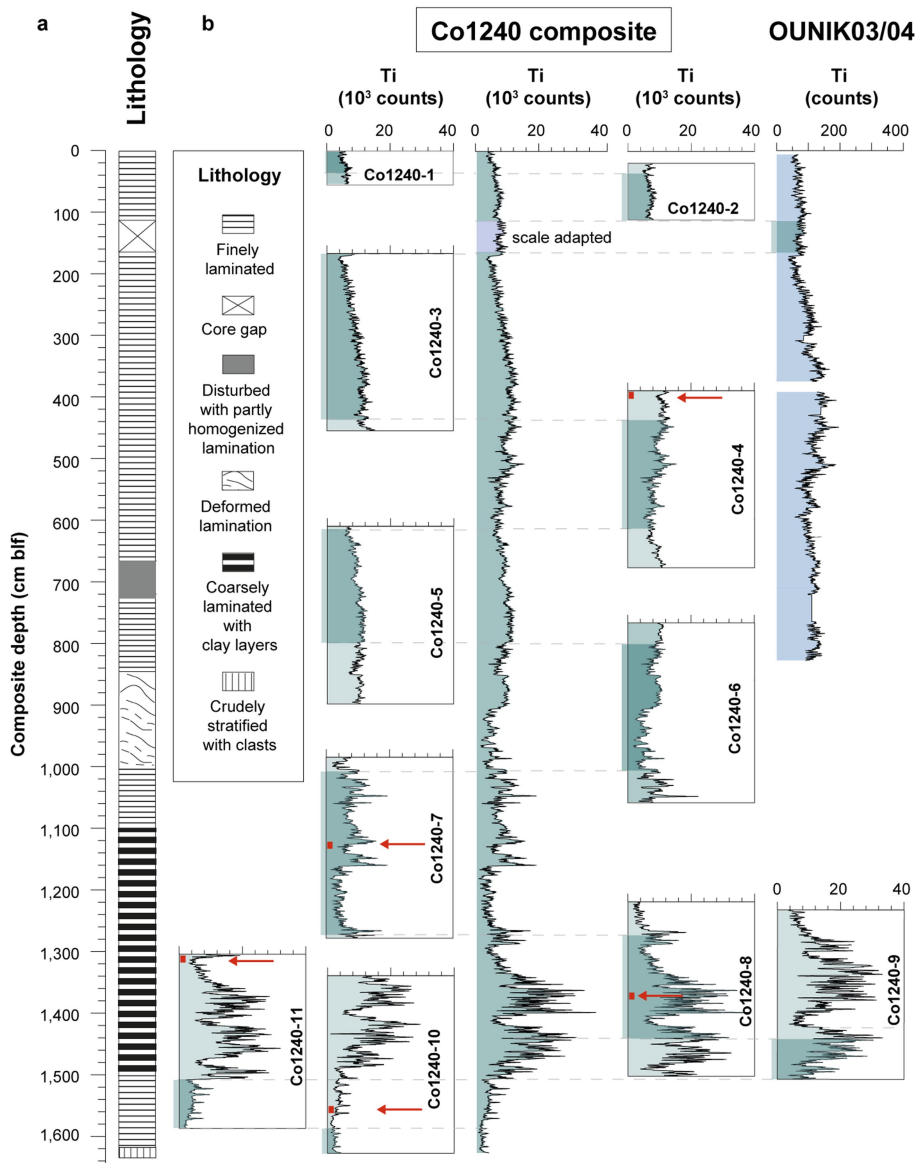 a
b
Co1240 composite
OUNIK03/04
Lithology
Ti
(10³ counts)
Ti
(10³ counts)
Ti
(10³ counts)
Ti
(counts)
0 20 40
0 20 40
0 20 40
0 200 400
Composite depth (cm blf)
0
100
200
300
400
500
600
700
800
900
1,000
1,100
1,200
1,300
1,400
1,500
1,600
Lithology
Finely
laminated
Core gap
Disturbed
with partly
homogenized
lamination
Deformed
lamination
Coarsely
laminated
with
clay layers
Crudely
stratified
with clasts
Co1240-1
Co1240-2
scale adapted
Co1240-3
Co1240-4
Co1240-5
Co1240-6
Co1240-7
0 20 40
Co1240-8
Co1240-9
Co1240-10
Co1240-11